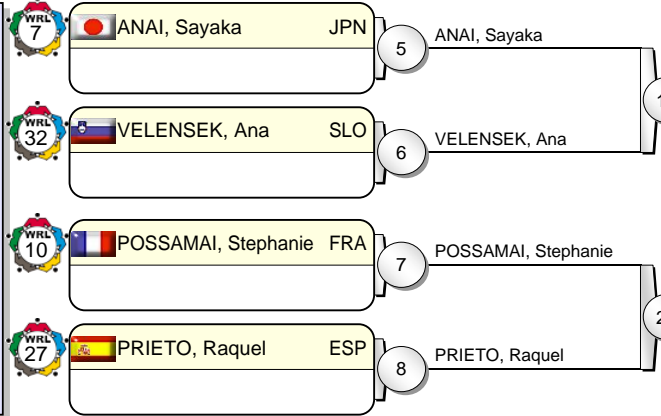 WRL
7
ANAI, Sayaka JPN
5
ANAI, Sayaka
WRL
32
VELENSEK, Ana SLO
6
VELENSEK, Ana
WRL
10
POSSAMAI, Stephanie FRA
7
POSSAMAI, Stephanie
WRL
27
PRIETO, Raquel ESP
8
PRIETO, Raquel